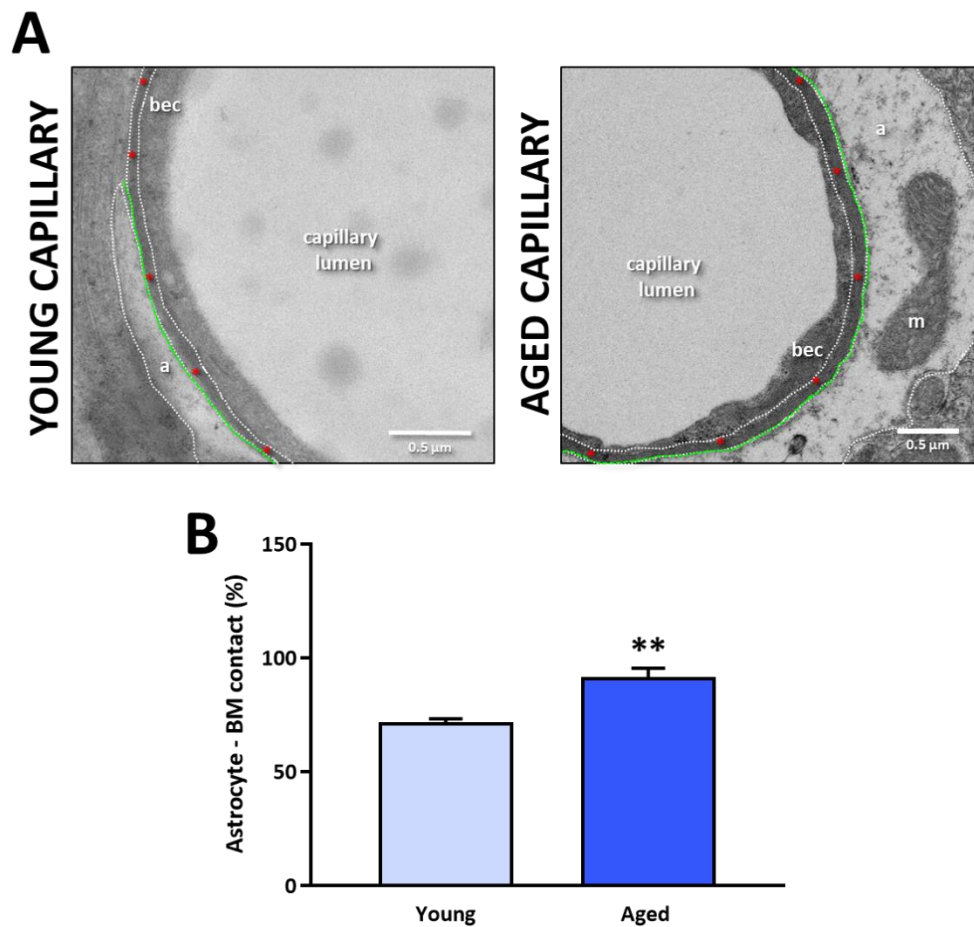 A
YOUNG CAPILLARY
bec
capillary
lumen
a
0.5 µm
AGED CAPILLARY
a
capillary
lumen
m
bec
0.5 µm
B
Astrocyte - BM contact (%)
150
100
50
0
**
Young
Aged